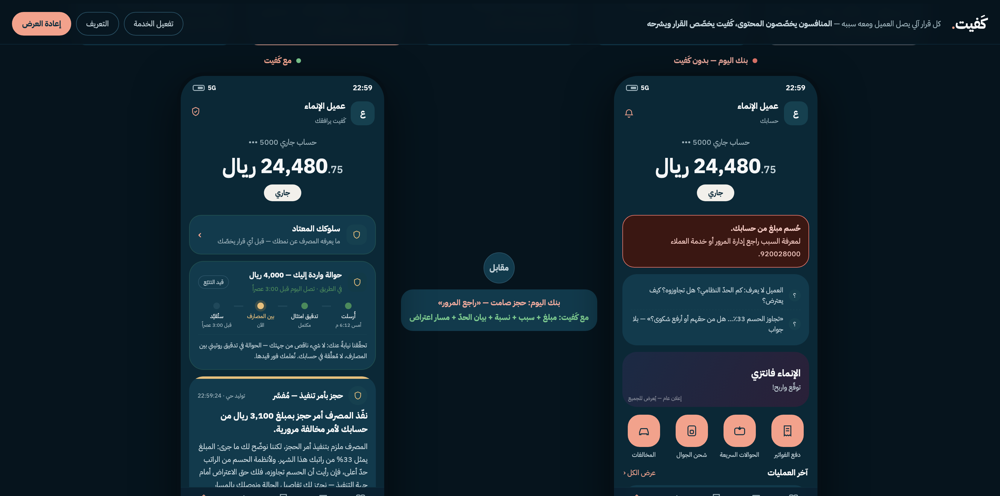 كَفيت.
كل قرار آلي يصل العميل ومعه سببه — المنافسون يخصّصون المحتوى، كَفيت يخصّص القرار ويشرحه
تفعيل الخدمة
التعريف
إعادة العرض
بنك اليوم — بدون كَفيت
22:59
5G
ع
عميل الإنماء
حسابك
حساب جاري 5000 •••
24,480.75 ريال
جاري
حُسم مبلغ من حسابك.
لمعرفة السبب راجع إدارة المرور أو خدمة العملاء
920028000.
؟
العميل لا يعرف: كم الحدّ النظامي؟ هل تجاوزوه؟ كيف
يعترض؟
؟
«تجاوز الحسم 33٪… هل من حقهم أو أرفع شكوى؟» — بلا
جواب
الإنماء فانتزي
توقّع واربح!
إعلان عام — يُعرض للجميع
دفع الفواتير
الحوالات السريعة
شحن الجوال
المخالفات
آخر العمليات
عرض الكل ‹
مقابل
بنك اليوم: حجز صامت — «راجع المرور»
مع كَفيت: مبلغ + سبب + نسبة + بيان الحدّ + مسار اعتراض
مع كَفيت
22:59
5G
ع
عميل الإنماء
كَفيت يرافقك
حساب جاري 5000 •••
24,480.75 ريال
جاري
سلوكك المعتاد
ما يعرفه المصرف عن نمطك — قبل أي قرار يخصّك
حوالة واردة إليك — 4,000 ريال
في الطريق · تصل اليوم قبل 3:00 عصراً
قيد التتبّع
أُرسلت
أمس 6:12 م
تدقيق امتثال
مكتمل
بين المصارف
الآن
ستُقيَّد
قبل 3:00 عصراً
تحقّقنا نيابةً عنك: لا شيء ناقص من جهتك — الحوالة في تدقيق روتيني بين
المصارف، لا مُعلَّقة في حسابك. نُعلمك فور قيدها.
حجز بأمر تنفيذ — مُفسَّر
توليد حي · 22:59:24
نفّذ المصرف أمر حجز بمبلغ 3,100 ريال من
حسابك لأمر مخالفة مرورية.
المصرف ملزم بتنفيذ أمر الحجز، لكننا نوضّح لك ما جرى: المبلغ
يمثل 33% من راتبك هذا الشهر. ولأنظمة الحسم من الراتب
حدّ أعلى، فإن رأيت أن الحسم تجاوزه، فلك حق الاعتراض أمام
جهة التنفيذ — نجهّز لك تفاصيل الحالة ونوصلك بالمسار